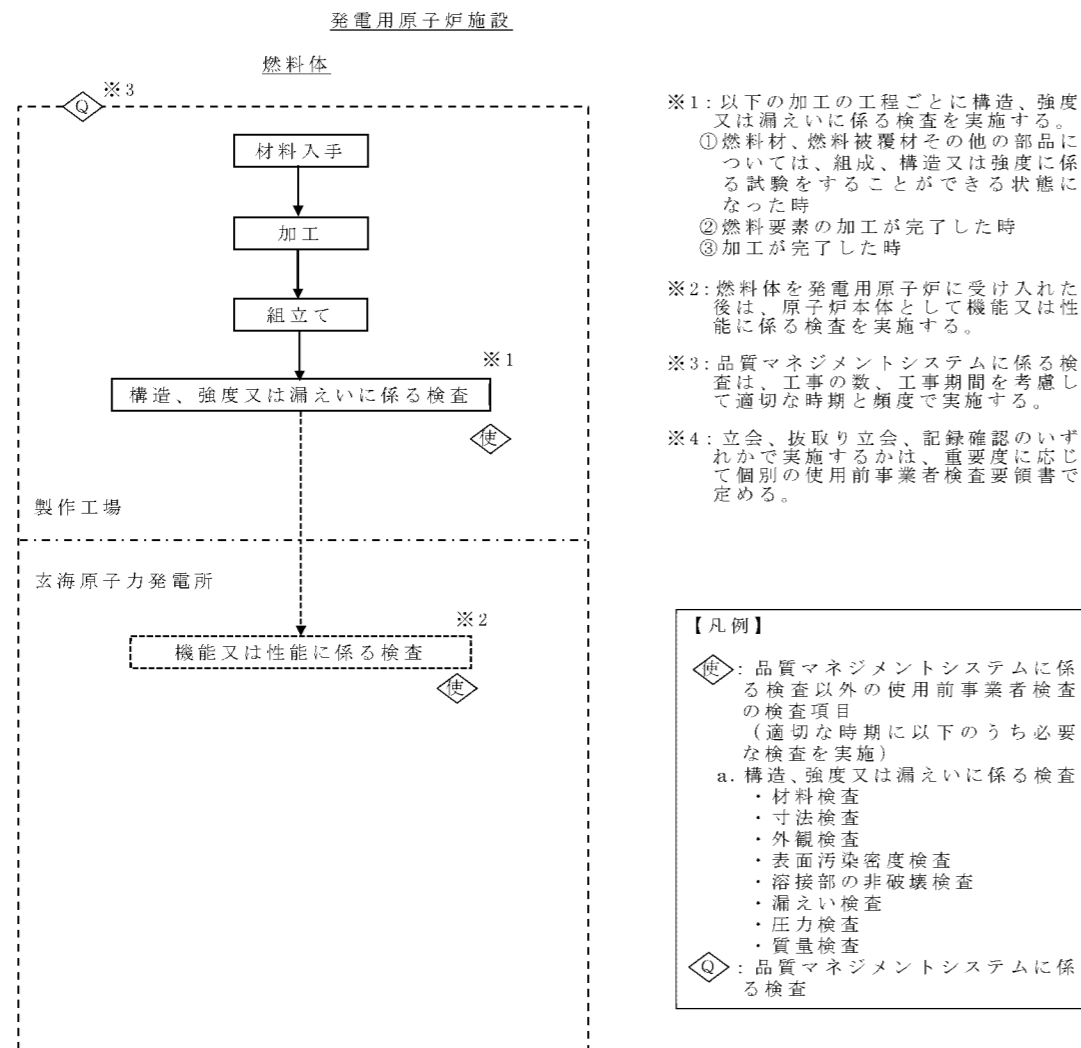 発電用原子炉施設
燃料体
Q
※3
材料入手
加工
組立て
※1
構造、強度又は漏えいに係る検査
使
製作工場
玄海原子力発電所
※2
機能又は性能に係る検査
使
※1:以下の加工の工程ごとに構造、強度
又は漏えいに係る検査を実施する。
①燃料材、燃料被覆材その他の部品に
ついては、組成、構造又は強度に係
る試験をすることができる状態に
なった時
②燃料要素の加工が完了した時
③加工が完了した時
※2:燃料体を発電用原子炉に受け入れた
後は、原子炉本体として機能又は性
能に係る検査を実施する。
※3:品質マネジメントシステムに係る検
査は、工事の数、工事期間を考慮し
て適切な時期と頻度で実施する。
※4:立会、抜取り立会、記録確認のいず
れかで実施するかは、重要度に応じ
て個別の使用前事業者検査要領書で
定める。
【凡例】
使:品質マネジメントシステムに係
る検査以外の使用前事業者検査
の検査項目
(適切な時期に以下のうち必要
な検査を実施)
a.構造、強度又は漏えいに係る検査
・材料検査
・寸法検査
・外観検査
・表面汚染密度検査
・溶接部の非破壊検査
・漏えい検査
・圧力検査
・質量検査
Q:品質マネジメントシステムに係
る検査